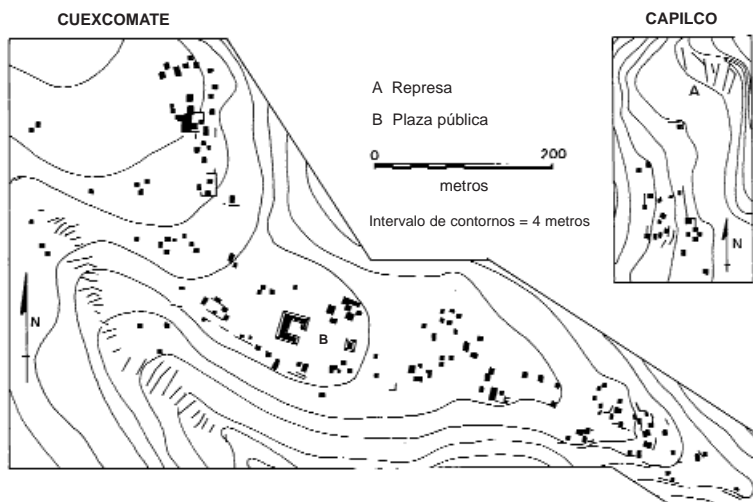 CUEXCOMATE
CAPILCO
A Represa
B Plaza pública
0 200
metros
Intervalo de contornos = 4 metros
A
N
N
B